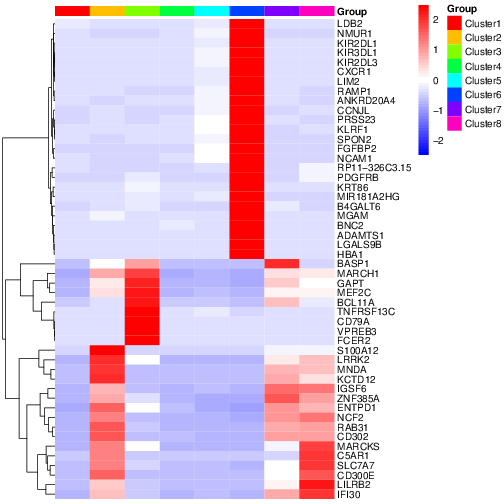 Group
LDB2
NMUR1
KIR2DL1
KIR3DL1
KIR2DL3
CXCR1
LIM2
RAMP1
ANKRD20A4
CCNJL
PRSS23
KLRF1
SPON2
FGFBP2
NCAM1
RP11−326C3.15
PDGFRB
KRT86
MIR181A2HG
B4GALT6
MGAM
BNC2
ADAMTS1
LGALS9B
HBA1
BASP1
MARCH1
GAPT
MEF2C
BCL11A
TNFRSF13C
CD79A
VPREB3
FCER2
S100A12
LRRK2
MNDA
KCTD12
IGSF6
ZNF385A
ENTPD1
NCF2
RAB31
CD302
MARCKS
C5AR1
SLC7A7
CD300E
LILRB2
IFI30
2
1
0
−1
−2
Group
Cluster1
Cluster2
Cluster3
Cluster4
Cluster5
Cluster6
Cluster7
Cluster8